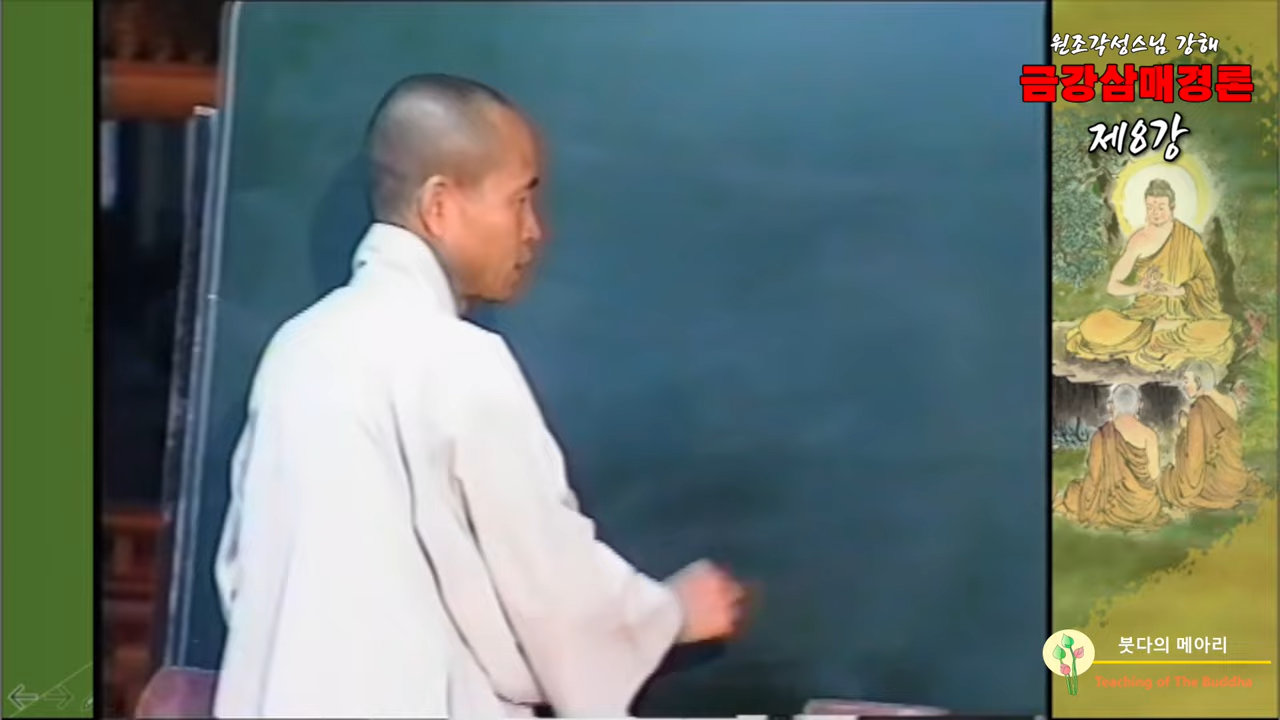 원조각성스님 강해
금강삼매경론
제8강
붓다의 메아리
Teaching of The Buddha